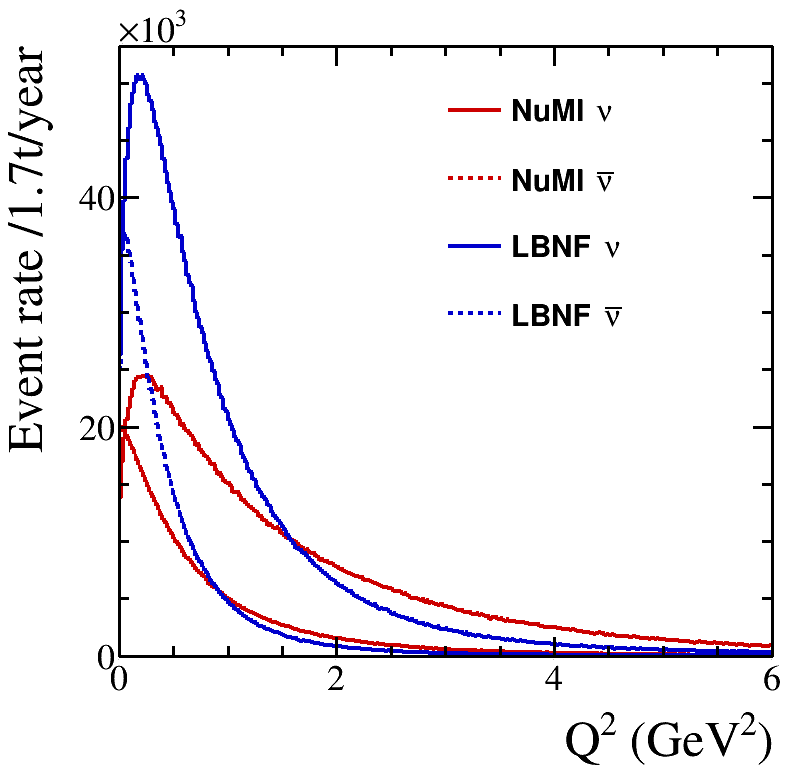 ×10³
Event rate /1.7t/year
40
20
0
0 2 4 6
Q² (GeV²)
NuMI ν
NuMI ν̅
LBNF ν
LBNF ν̅